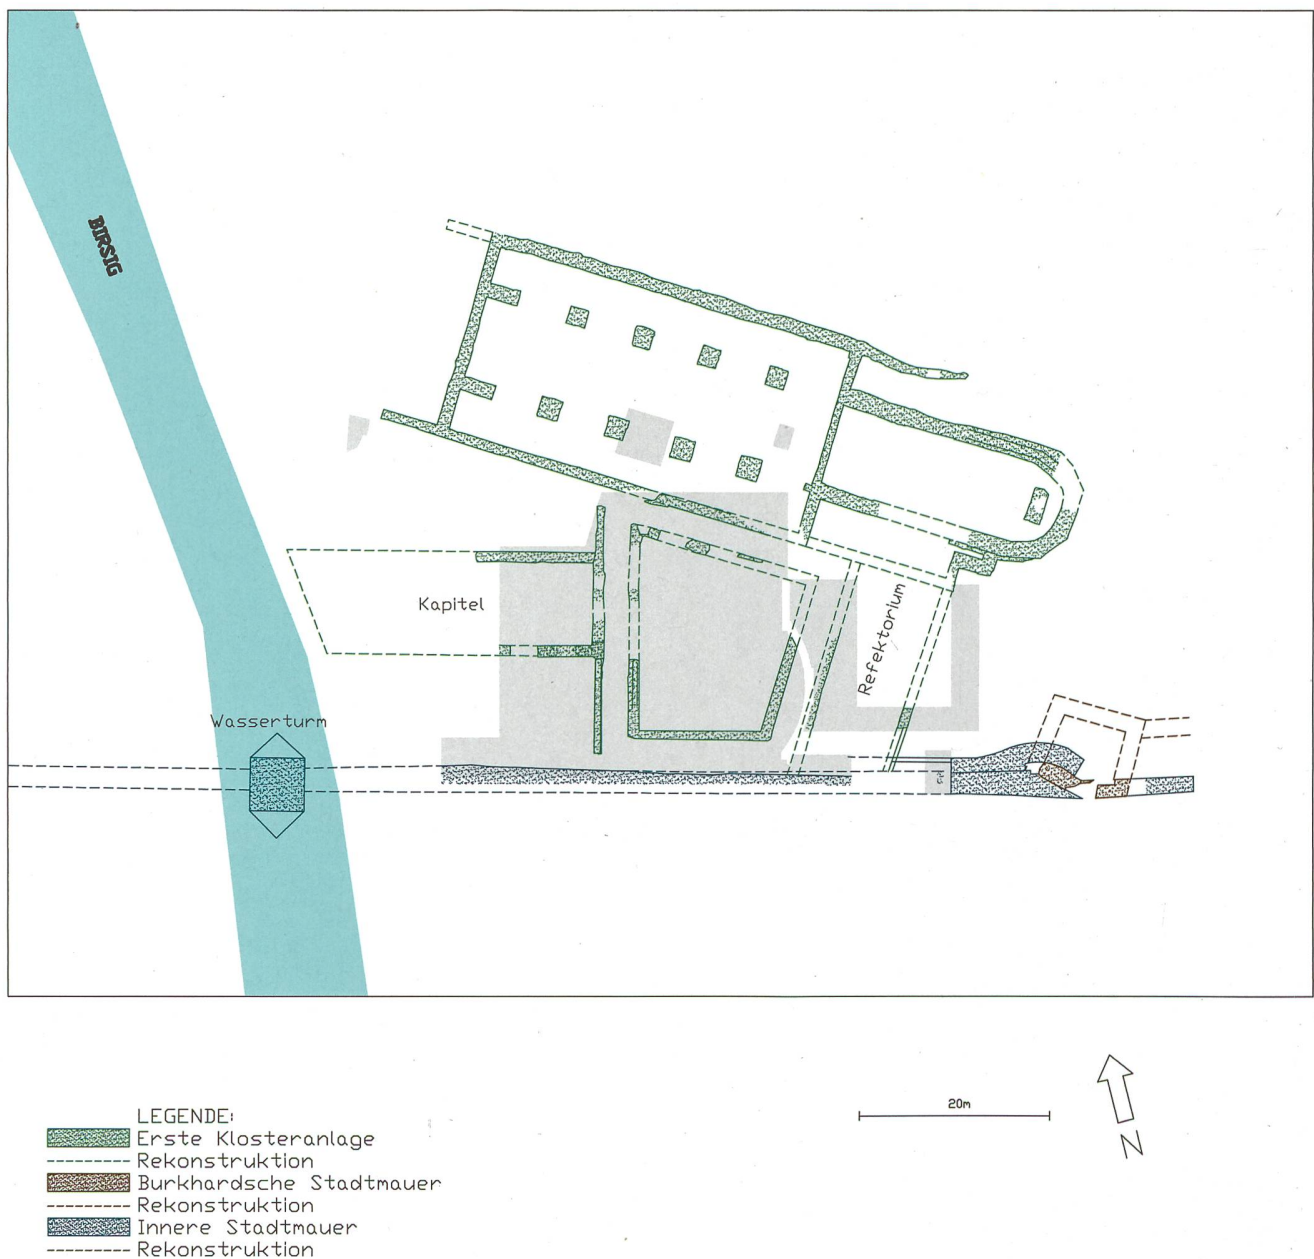 BIRSIG
Kapitel
Refektorium
Wasserturm
20m
N
LEGENDE:
Erste Klosteranlage
Rekonstruktion
Burkhardsche Stadtmauer
Rekonstruktion
Innere Stadtmauer
Rekonstruktion